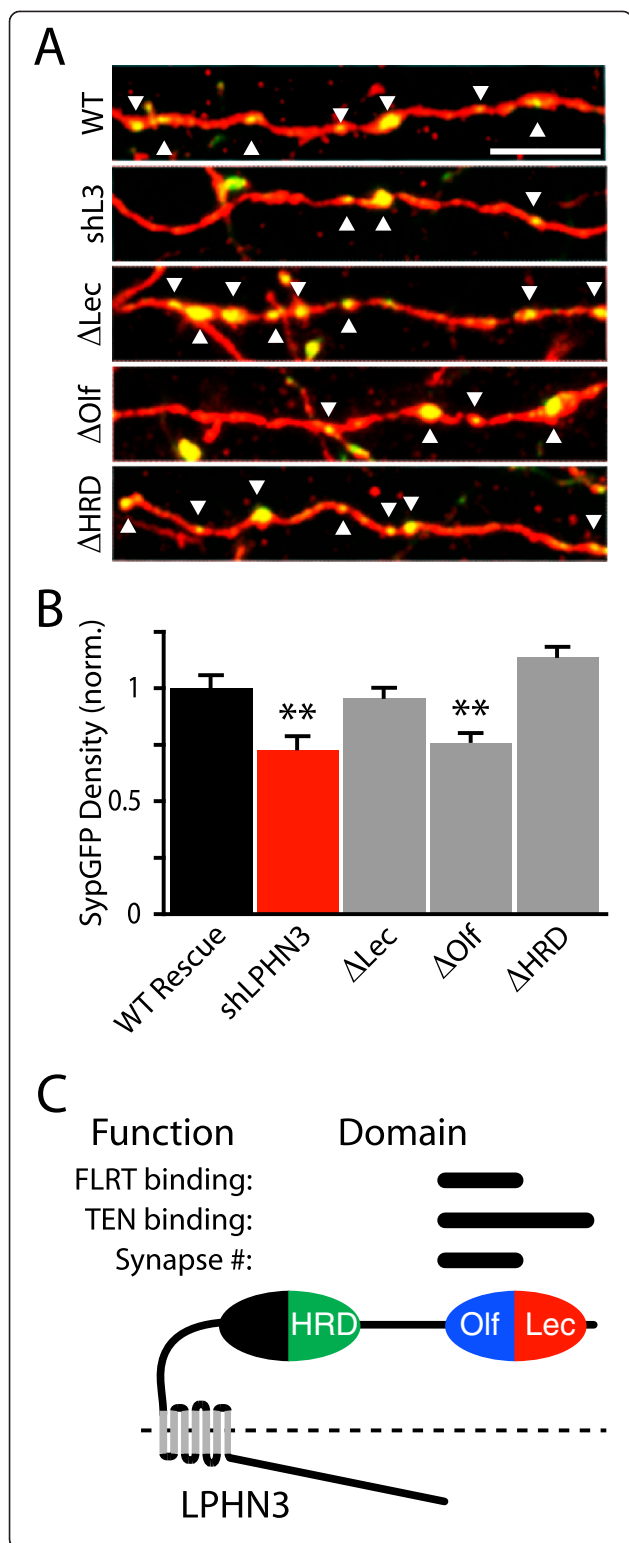 A
WT
shL3
ΔLec
ΔOlf
ΔHRD
B
SypGFP Density (norm.)
1
0.5
0
**
**
WT Rescue
shLPHN3
ΔLec
ΔOlf
ΔHRD
C
Function Domain
FLRT binding:
TEN binding:
Synapse #:
HRD Olf Lec
LPHN3